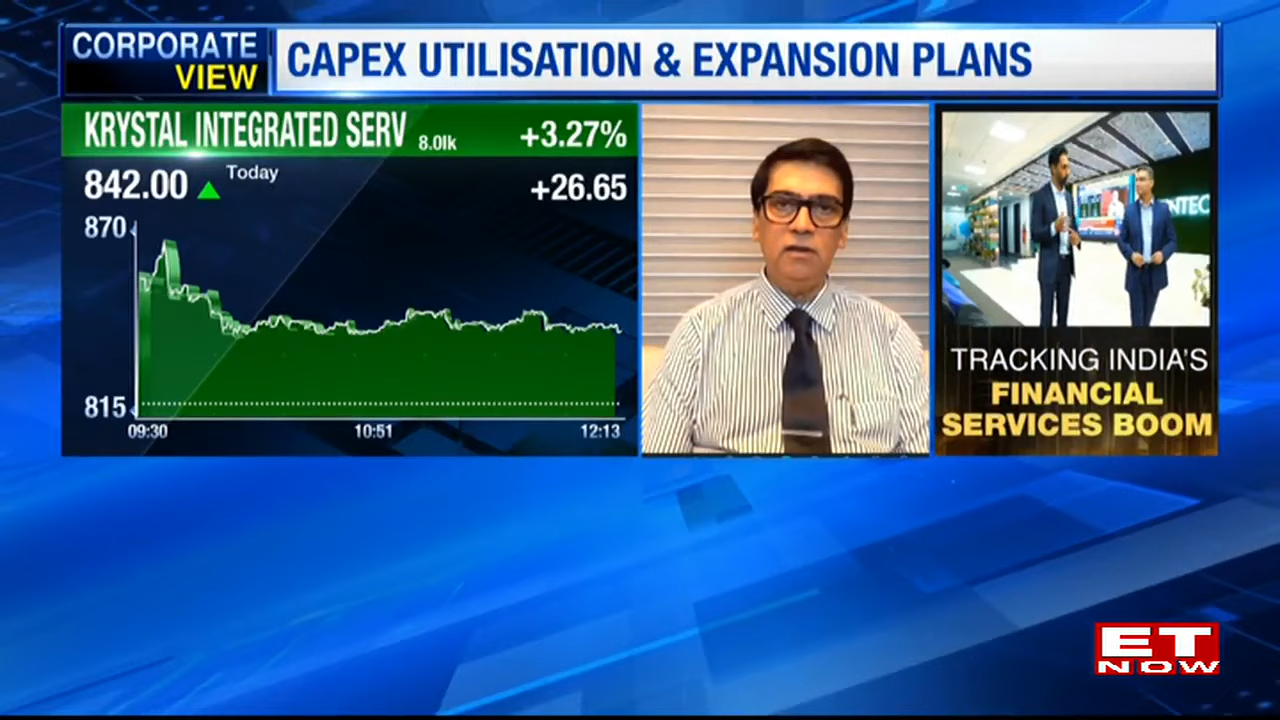 CORPORATE
VIEW
CAPEX UTILISATION & EXPANSION PLANS
KRYSTAL INTEGRATED SERV 8.0lk +3.27%
842.00 Today +26.65
870
815
09:30 10:51 12:13
NTEC
TRACKING INDIA'S
FINANCIAL
SERVICES BOOM
ET
NOW